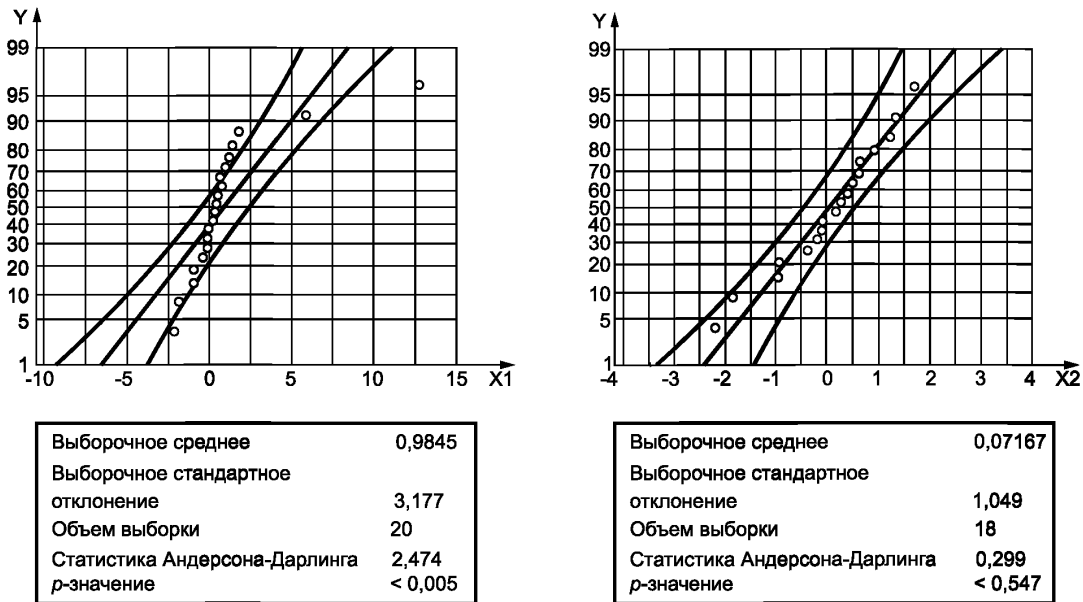 Y
99
95
90
80
70
60
50
40
30
20
10
5
1
-10 -5 0 5 10 15 X1
Выборочное среднее 0,9845
Выборочное стандартное
отклонение 3,177
Объем выборки 20
Статистика Андерсона-Дарлинга 2,474
p-значение < 0,005
Y
99
95
90
80
70
60
50
40
30
20
10
5
1
-4 -3 -2 -1 0 1 2 3 4 X2
Выборочное среднее 0,07167
Выборочное стандартное
отклонение 1,049
Объем выборки 18
Статистика Андерсона-Дарлинга 0,299
p-значение < 0,547